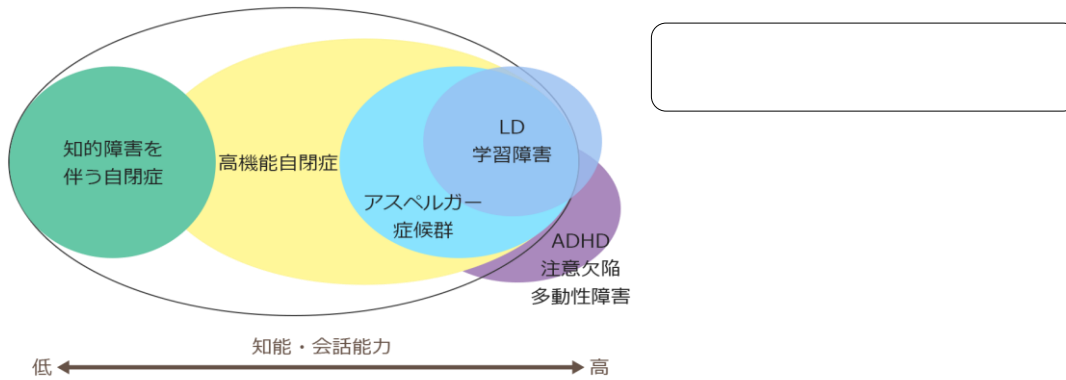 知的障害を
伴う自閉症
高機能自閉症
アスペルガー
症候群
LD
学習障害
ADHD
注意欠陥
多動性障害
知能・会話能力
低
高